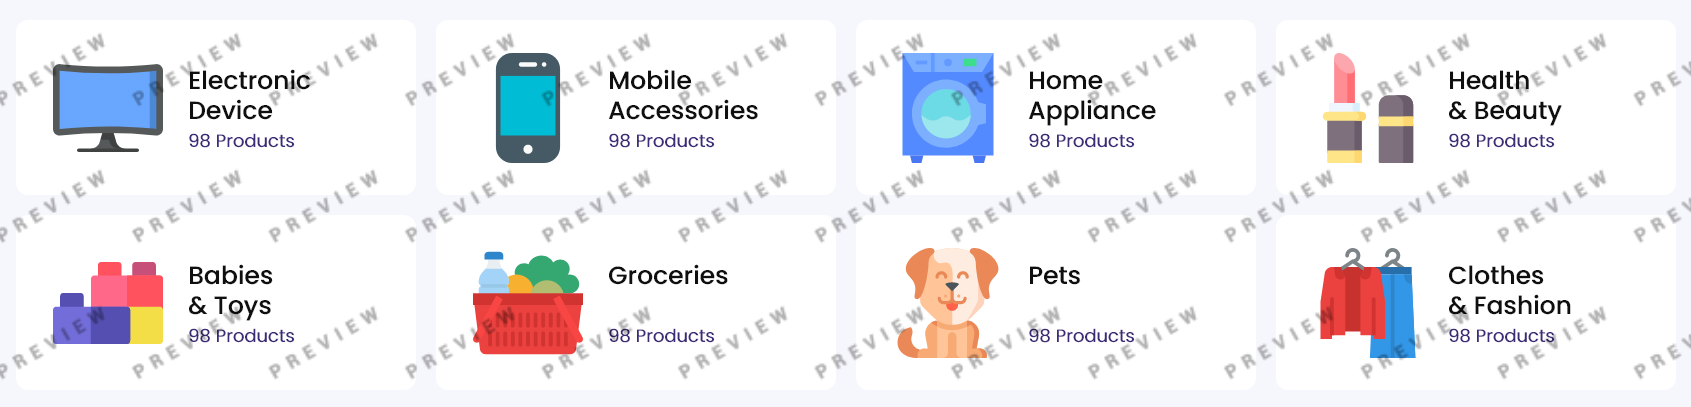 Electronic
Device
98 Products
Mobile
Accessories
98 Products
Home
Appliance
98 Products
Health
& Beauty
98 Products
Babies
& Toys
98 Products
Groceries
98 Products
Pets
98 Products
Clothes
& Fashion
98 Products
PREVIEW